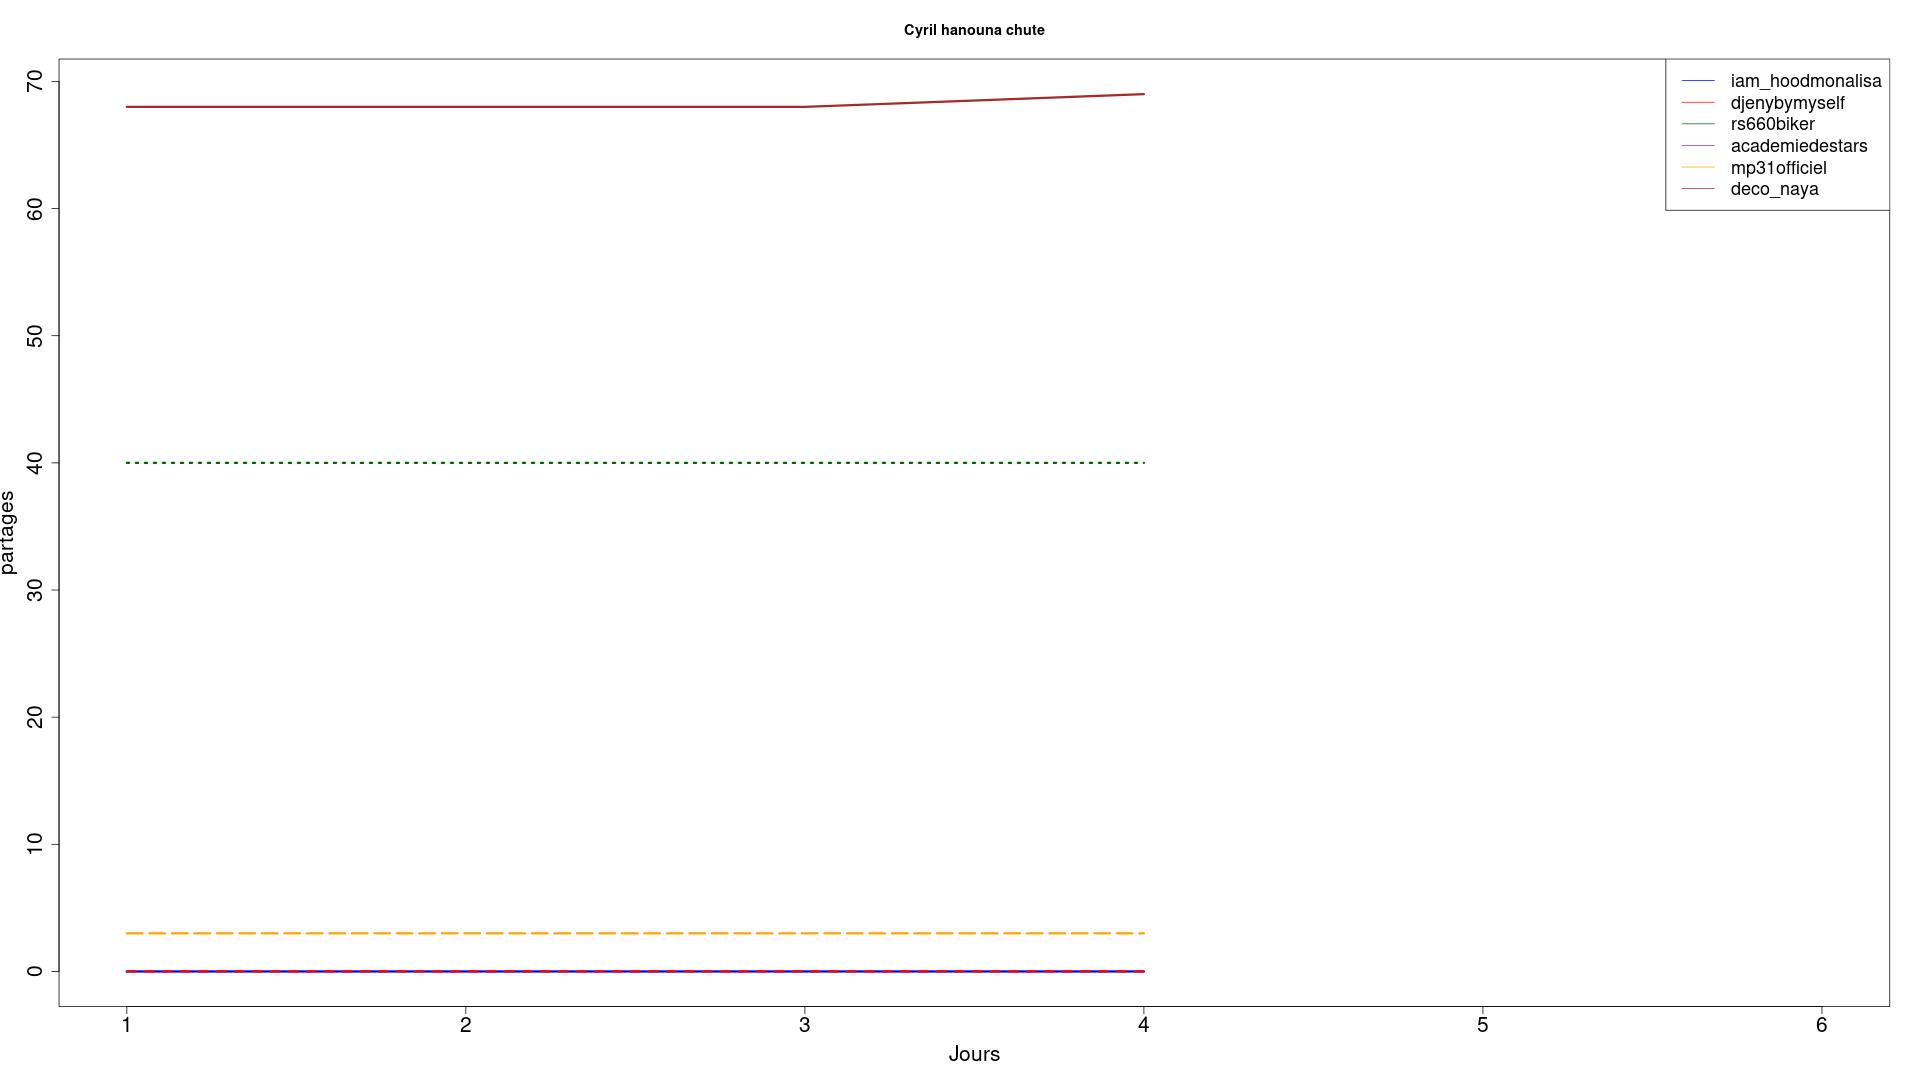 Cyril hanouna chute
iam_hoodmonalisa
djenybymyself
rs660biker
academiedestars
mp31officiel
deco_naya
partages
70
60
50
40
30
20
10
0
1 2 3 4 5 6
Jours